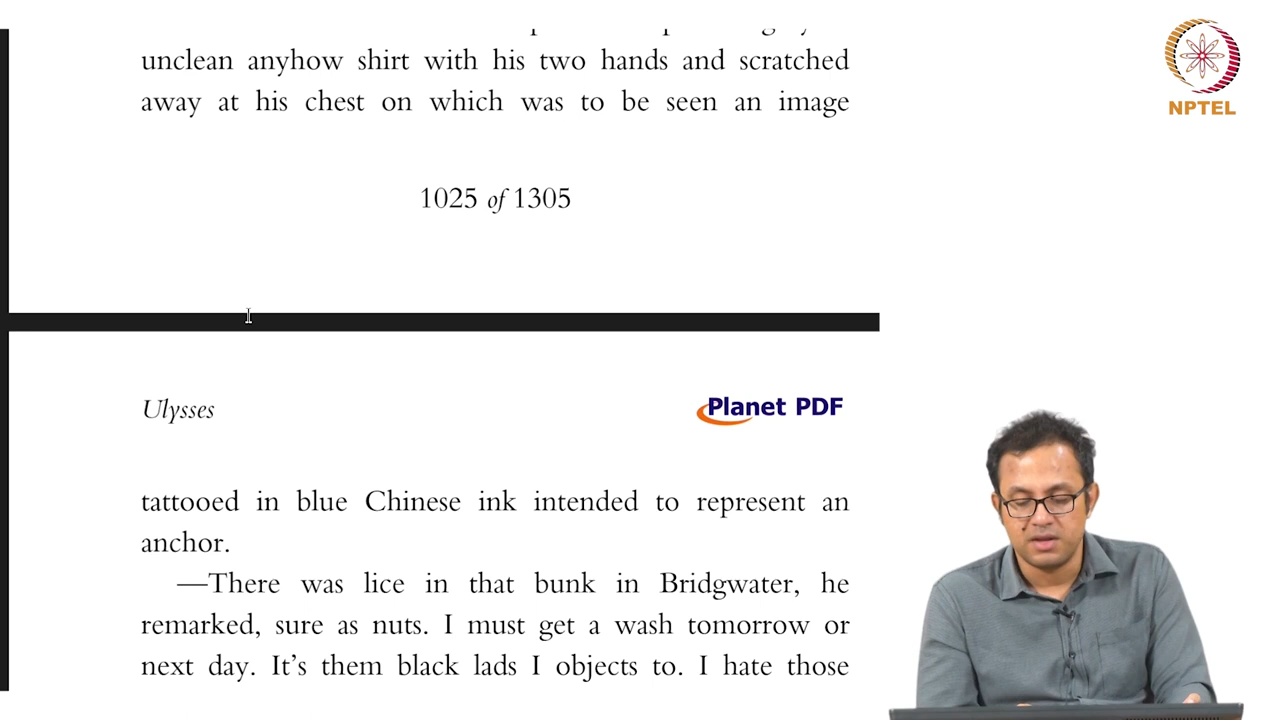 unclean anyhow shirt with his two hands and scratched
away at his chest on which was to be seen an image
1025 of 1305
NPTEL
Ulysses
Planet PDF
tattooed in blue Chinese ink intended to represent an
anchor.
—There was lice in that bunk in Bridgwater, he
remarked, sure as nuts. I must get a wash tomorrow or
next day. It’s them black lads I objects to. I hate those